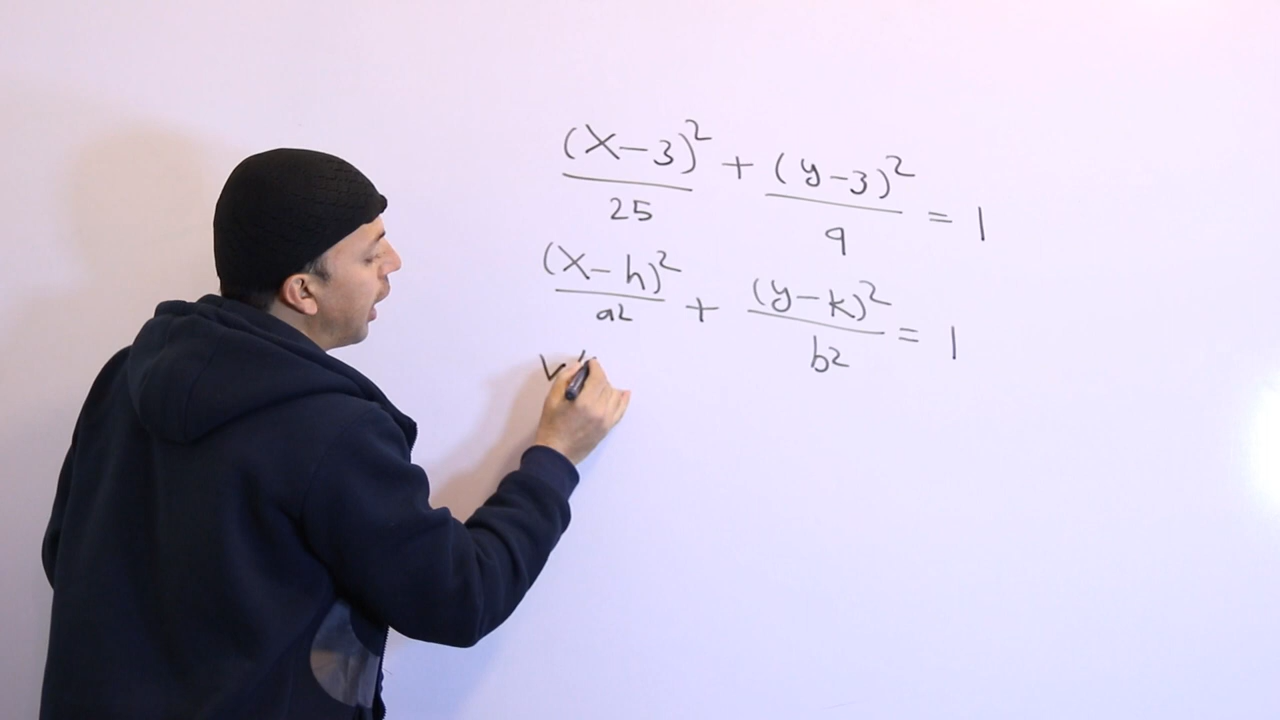 (x-3)²/25 + (y-3)²/9 = 1
(x-h)²/a² + (y-k)²/b² = 1